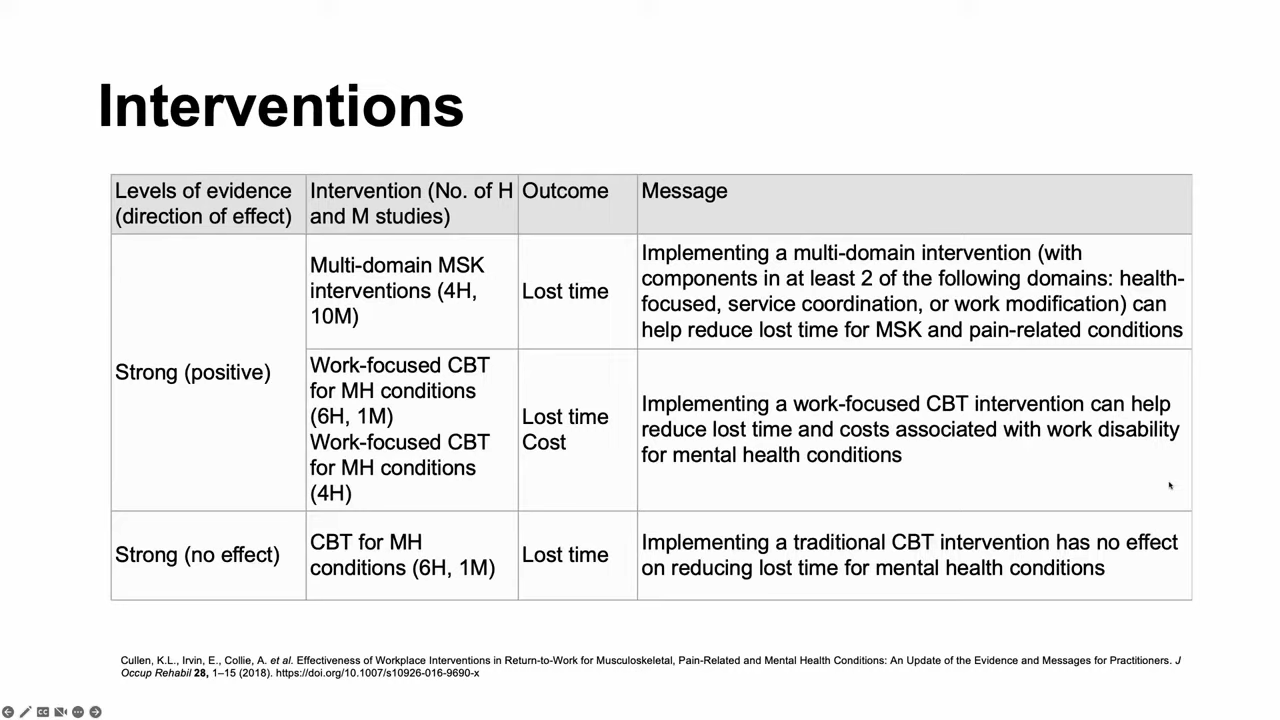 Interventions
Levels of evidence
(direction of effect)
Intervention (No. of H
and M studies)
Outcome
Message
Strong (positive)
Multi-domain MSK
interventions (4H,
10M)
Lost time
Implementing a multi-domain intervention (with
components in at least 2 of the following domains: health-
focused, service coordination, or work modification) can
help reduce lost time for MSK and pain-related conditions
Work-focused CBT
for MH conditions
(6H, 1M)
Work-focused CBT
for MH conditions
(4H)
Lost time
Cost
Implementing a work-focused CBT intervention can help
reduce lost time and costs associated with work disability
for mental health conditions
Strong (no effect)
CBT for MH
conditions (6H, 1M)
Lost time
Implementing a traditional CBT intervention has no effect
on reducing lost time for mental health conditions
Cullen, K.L., Irvin, E., Collie, A. et al. Effectiveness of Workplace Interventions in Return-to-Work for Musculoskeletal, Pain-Related and Mental Health Conditions: An Update of the Evidence and Messages for Practitioners. J
Occup Rehabil 28, 1–15 (2018). https://doi.org/10.1007/s10926-016-9690-x
CC